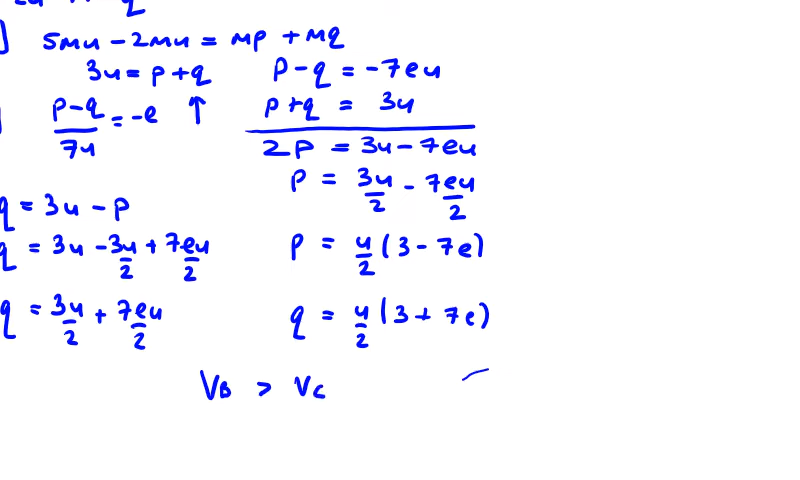 5mu - 2mu = mp + mq
3u = p + q
p - q / 7u = -e ↑
p - q = -7eu
p + q = 3u
2p = 3u - 7eu
p = 3u/2 - 7eu/2
p = u/2 (3 - 7e)
q = 3u - p
q = 3u - 3u/2 + 7eu/2
q = 3u/2 + 7eu/2
q = u/2 (3 + 7e)
VB > VC